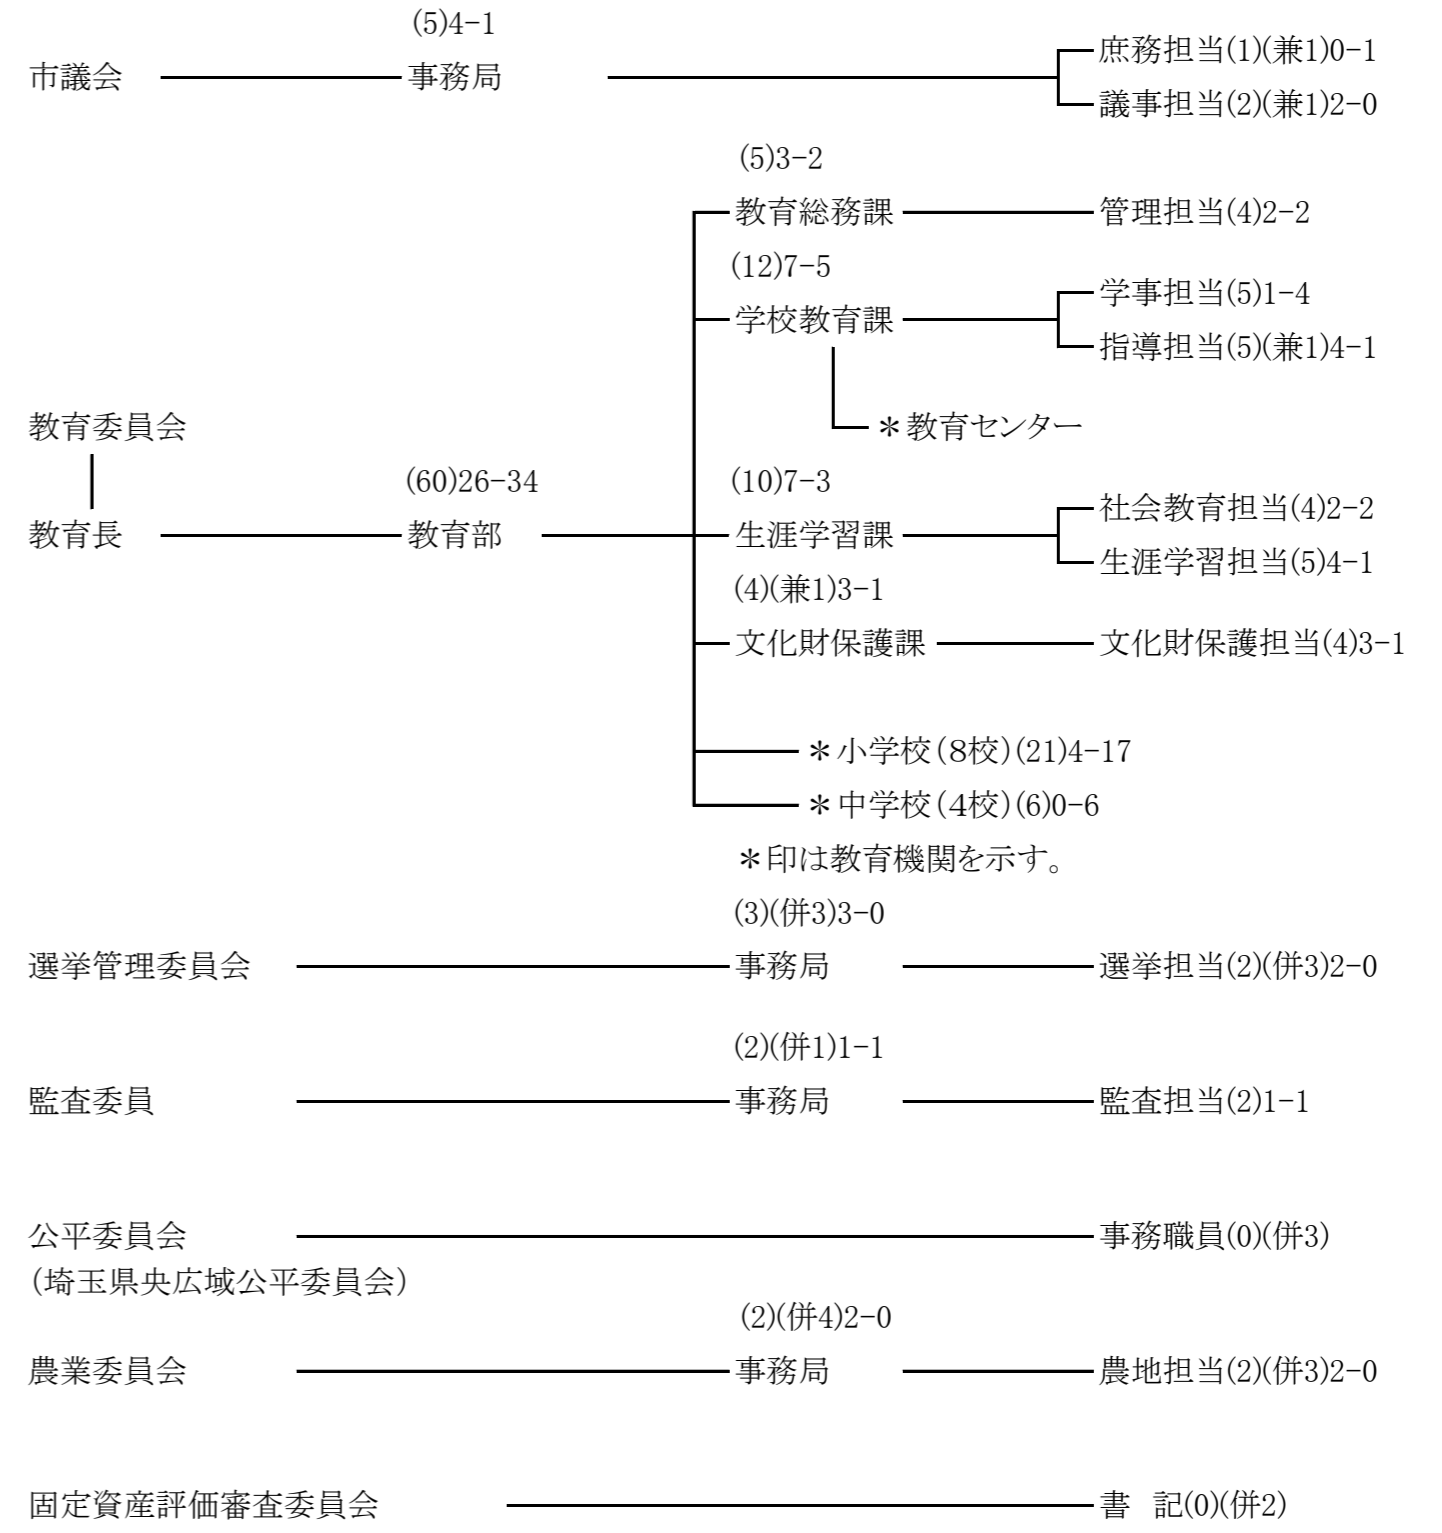 (5)4-1
市議会 事務局
庶務担当(1)(兼1)0-1
議事担当(2)(兼1)2-0
(5)3-2
教育総務課 管理担当(4)2-2
(12)7-5
学事担当(5)1-4
学校教育課
指導担当(5)(兼1)4-1
教育委員会 ＊教育センター
(60)26-34 (10)7-3
社会教育担当(4)2-2
教育長 教育部 生涯学習課
生涯学習担当(5)4-1
(4)(兼1)3-1
文化財保護課 文化財保護担当(4)3-1
＊小学校（8校）(21)4-17
＊中学校（4校）(6)0-6
＊印は教育機関を示す。
(3)(併3)3-0
選挙管理委員会 事務局 選挙担当(2)(併3)2-0
(2)(併1)1-1
監査委員 事務局 監査担当(2)1-1
公平委員会 事務職員(0)(併3)
（埼玉県央広域公平委員会）
(2)(併4)2-0
農業委員会 事務局 農地担当(2)(併3)2-0
固定資産評価審査委員会 書　記(0)(併2)